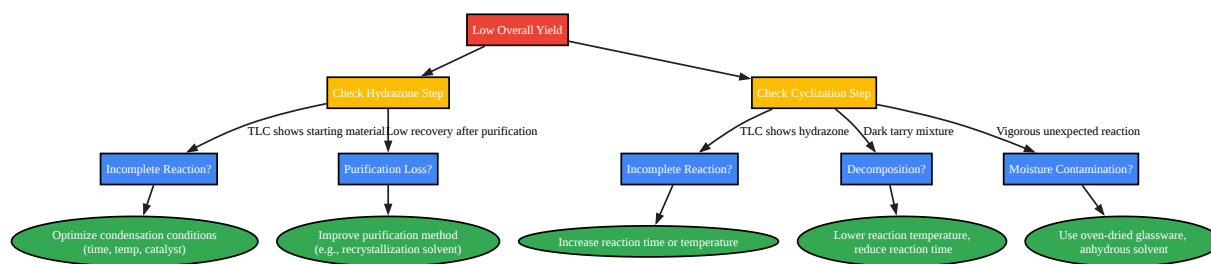 Low Overall Yield
Check Hydrazone Step
Check Cyclization Step
TLC shows starting material
Low recovery after purification
TLC shows hydrazone
Dark tarry mixture
Vigorous unexpected reaction
Incomplete Reaction?
Purification Loss?
Incomplete Reaction?
Decomposition?
Moisture Contamination?
Optimize condensation conditions
(time, temp, catalyst)
Improve purification method
(e.g., recrystallization solvent)
Increase reaction time or temperature
Lower reaction temperature,
reduce reaction time
Use oven-dried glassware,
anhydrous solvent